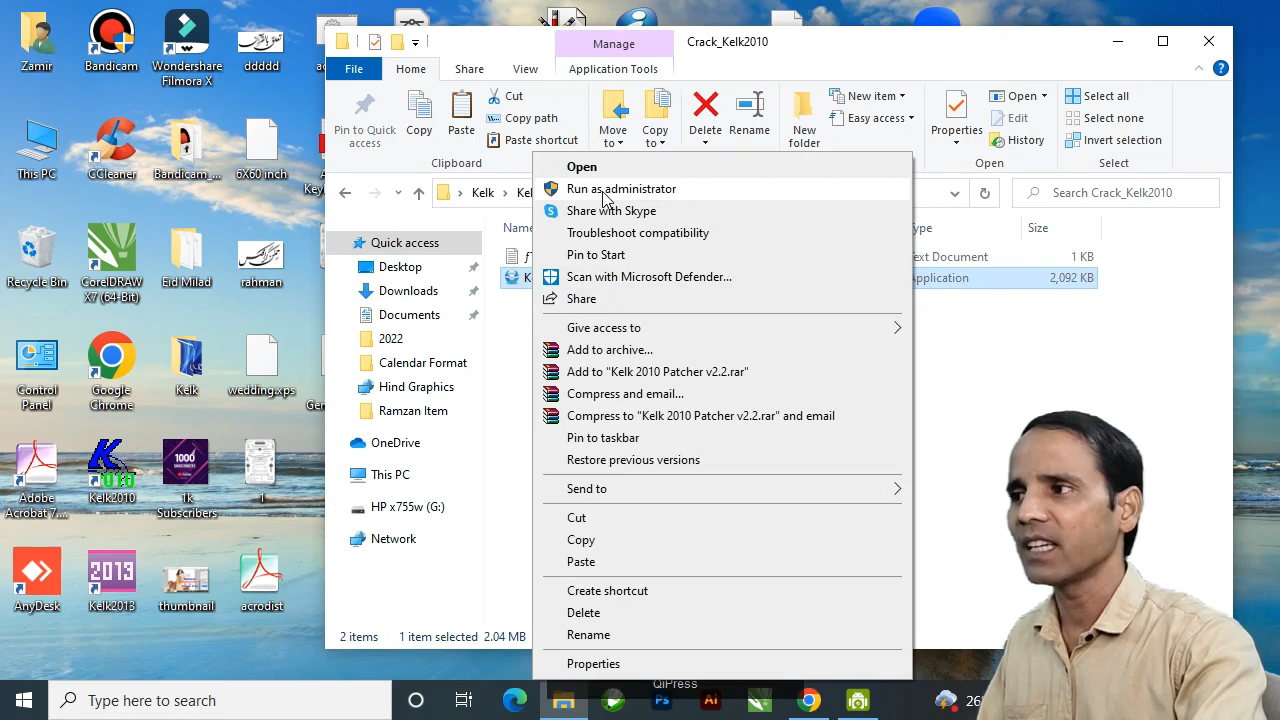 Zamir
Bandicam
Wondershare
Filmora X
ddddd
This PC
CCleaner
Bandicam_...
6X60 inch
Recycle Bin
CorelDRAW
X7 (64-Bit)
Eid Milad
rahman
Control
Panel
Google
Chrome
Kelk
wedding.xps
Adobe
Acrobat 7....
Kelk2010
1k
Subscribers
1
1000
SUBSCRIBERS
AnyDesk
Kelk2013
2013
thumbnail
acrodist
Manage
Crack_Kelk2010
File
Home
Share
View
Application Tools
Pin to Quick
access
Copy
Paste
Cut
Copy path
Paste shortcut
Clipboard
Move
to
Copy
to
Delete
Rename
New
folder
New item
Easy access
Properties
Open
Edit
History
Open
Select all
Select none
Invert selection
Select
Kelk
Search Crack_Kelk2010
Size
Text Document
1 KB
Application
2,092 KB
Quick access
Desktop
Downloads
Documents
2022
Calendar Format
Hind Graphics
Ramzan Item
OneDrive
This PC
HP x755w (G:)
Network
2 items
1 item selected
2.04 MB
Open
Run as administrator
Share with Skype
Troubleshoot compatibility
Pin to Start
Scan with Microsoft Defender...
Share
Give access to
Add to archive...
Add to "Kelk 2010 Patcher v2.2.rar"
Compress and email...
Compress to "Kelk 2010 Patcher v2.2.rar" and email
Pin to taskbar
Restore previous versions
Send to
Cut
Copy
Paste
Create shortcut
Delete
Rename
Properties
QiPress
Type here to search
Ps
Ai